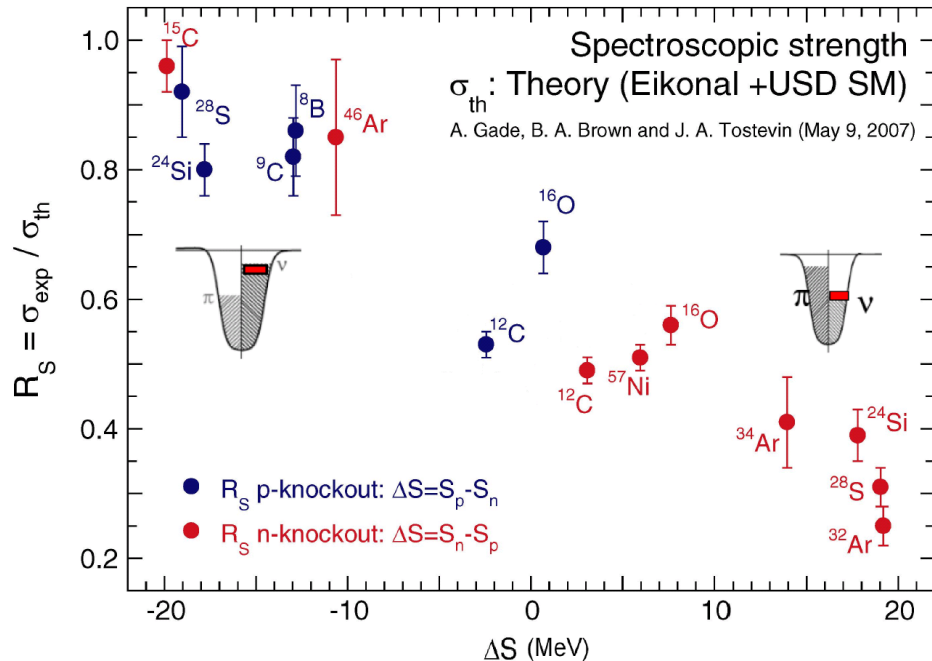 Spectroscopic strength
σth: Theory (Eikonal +USD SM)
A. Gade, B. A. Brown and J. A. Tostevin (May 9, 2007)
RS = σexp / σth
1.0
0.8
0.6
0.4
0.2
15C
28S
24Si
8B
9C
46Ar
16O
12C
16O
12C
57Ni
34Ar
24Si
28S
32Ar
π
ν
π
ν
RS p-knockout: ΔS=Sp-Sn
RS n-knockout: ΔS=Sn-Sp
-20
-10
0
10
20
ΔS (MeV)